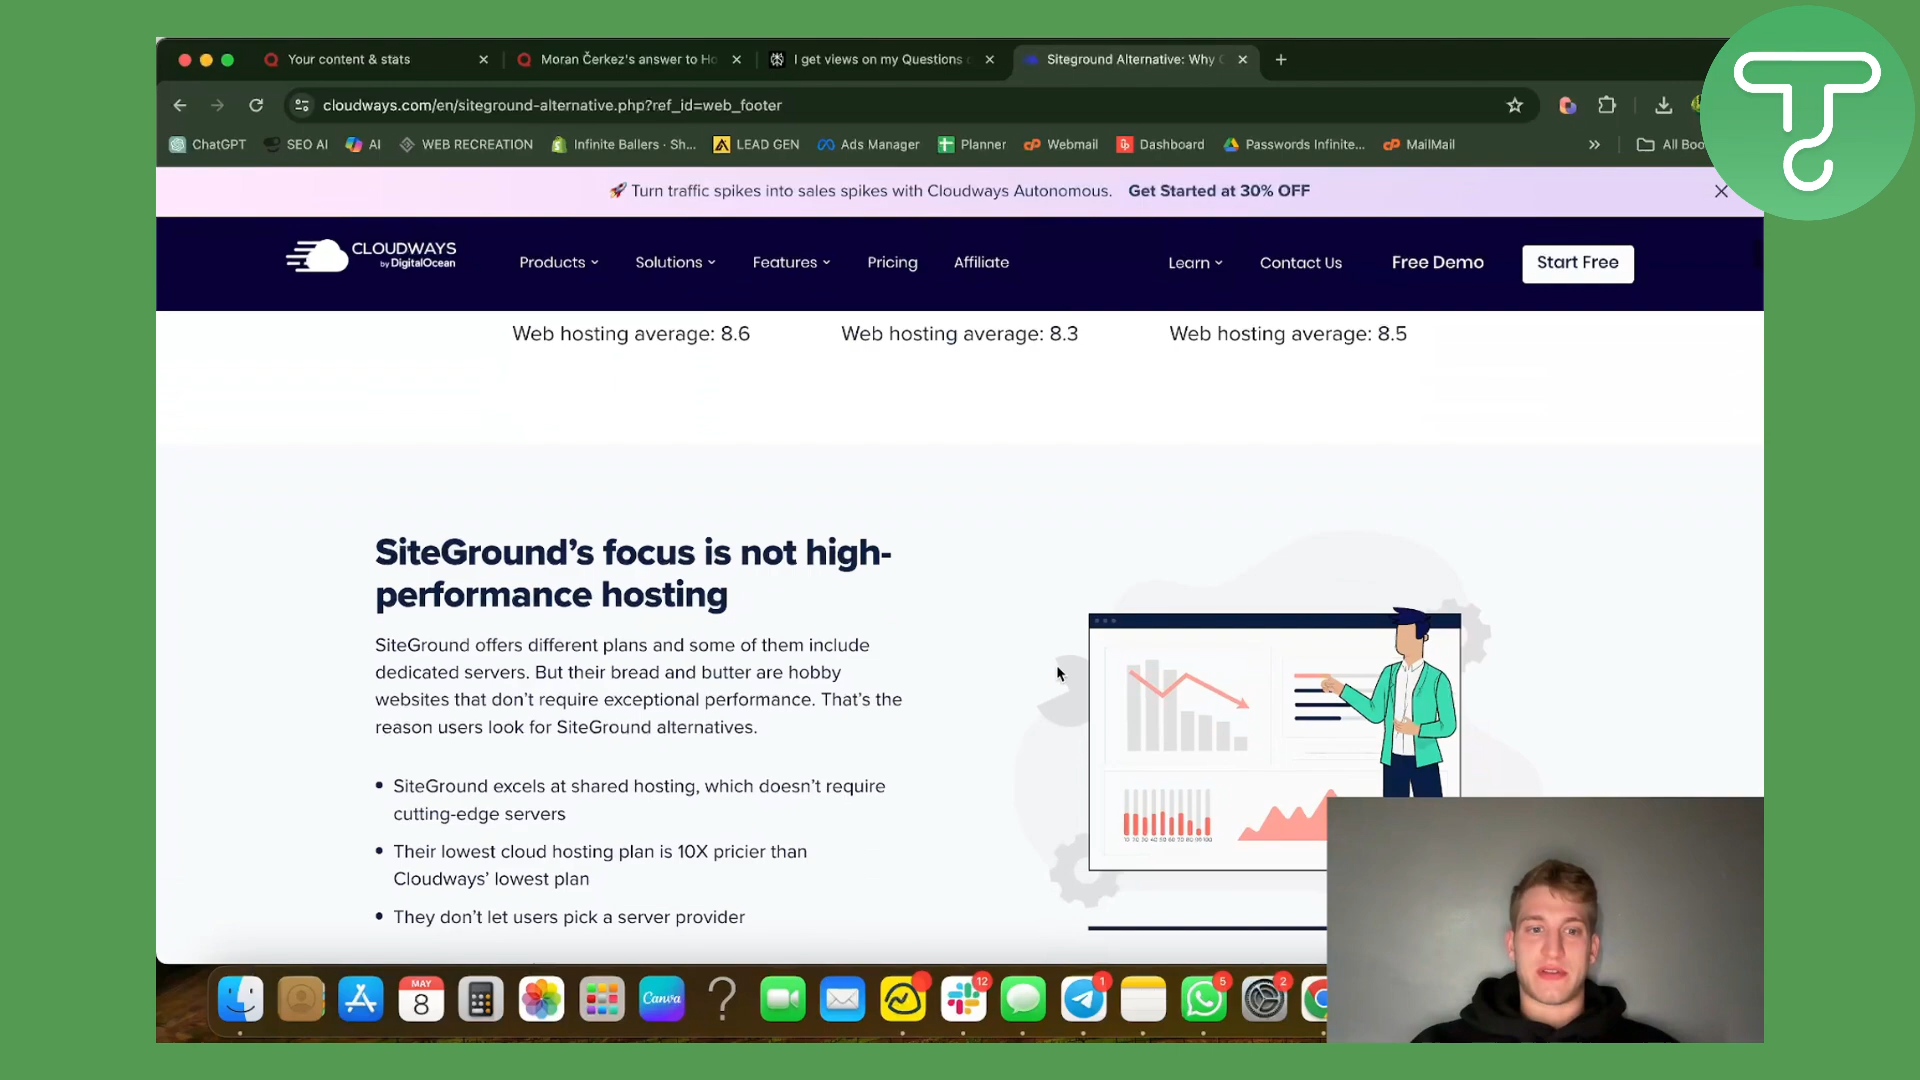 Your content & stats
Moran Čerkez's answer to Ho
I get views on my Questions
Siteground Alternative: Why
cloudways.com/en/siteground-alternative.php?ref_id=web_footer
ChatGPT
SEO AI
AI
WEB RECREATION
Infinite Ballers · Sh...
LEAD GEN
Ads Manager
Planner
Webmail
Dashboard
Passwords Infinite...
MailMail
All Boo
Turn traffic spikes into sales spikes with Cloudways Autonomous. Get Started at 30% OFF
CLOUDWAYS
by DigitalOcean
Products
Solutions
Features
Pricing
Affiliate
Learn
Contact Us
Free Demo
Start Free
Web hosting average: 8.6
Web hosting average: 8.3
Web hosting average: 8.5
SiteGround's focus is not high-
performance hosting
SiteGround offers different plans and some of them include
dedicated servers. But their bread and butter are hobby
websites that don't require exceptional performance. That's the
reason users look for SiteGround alternatives.
• SiteGround excels at shared hosting, which doesn't require
cutting-edge servers
• Their lowest cloud hosting plan is 10X pricier than
Cloudways' lowest plan
• They don't let users pick a server provider
MAY
8
Canva
?
12
1
5
2